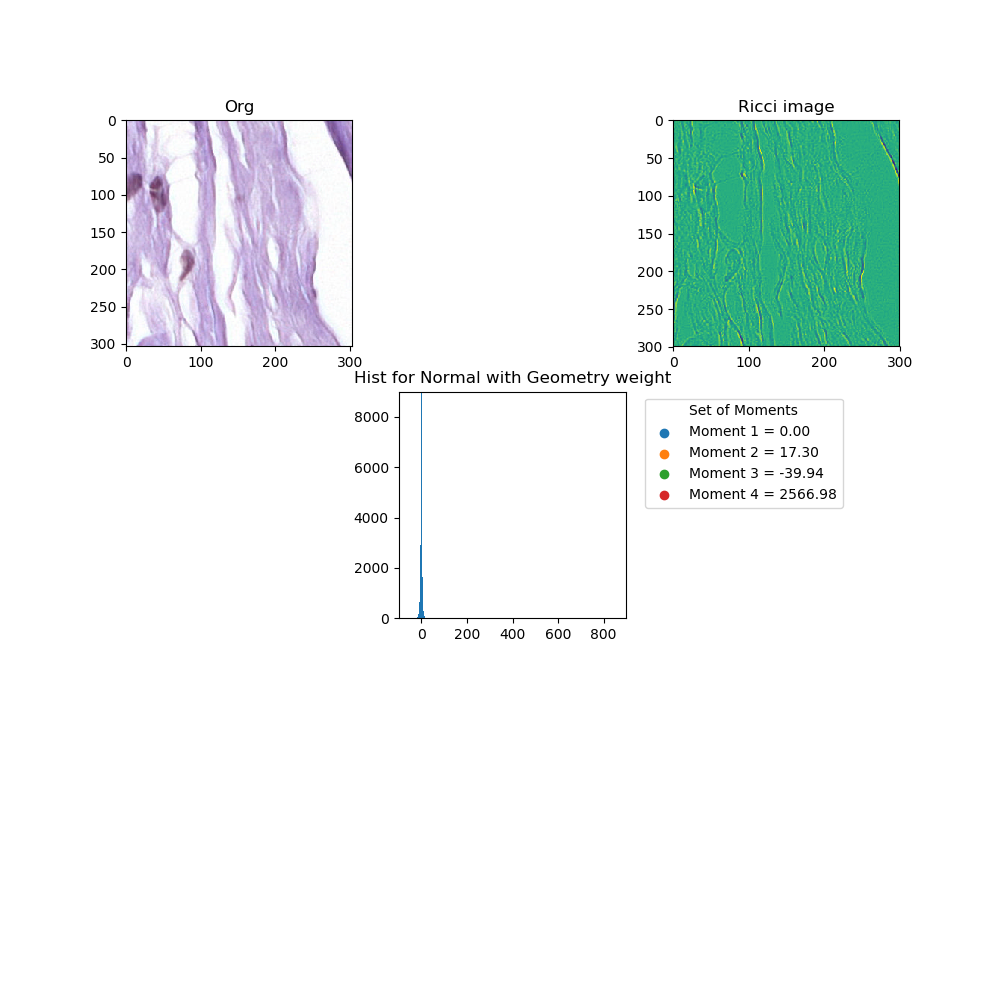 Org
0
50
100
150
200
250
300
0 100 200 300
Ricci image
0
50
100
150
200
250
300
0 100 200 300
Hist for Normal with Geometry weight
8000
6000
4000
2000
0
0 200 400 600 800
Set of Moments
Moment 1 = 0.00
Moment 2 = 17.30
Moment 3 = -39.94
Moment 4 = 2566.98